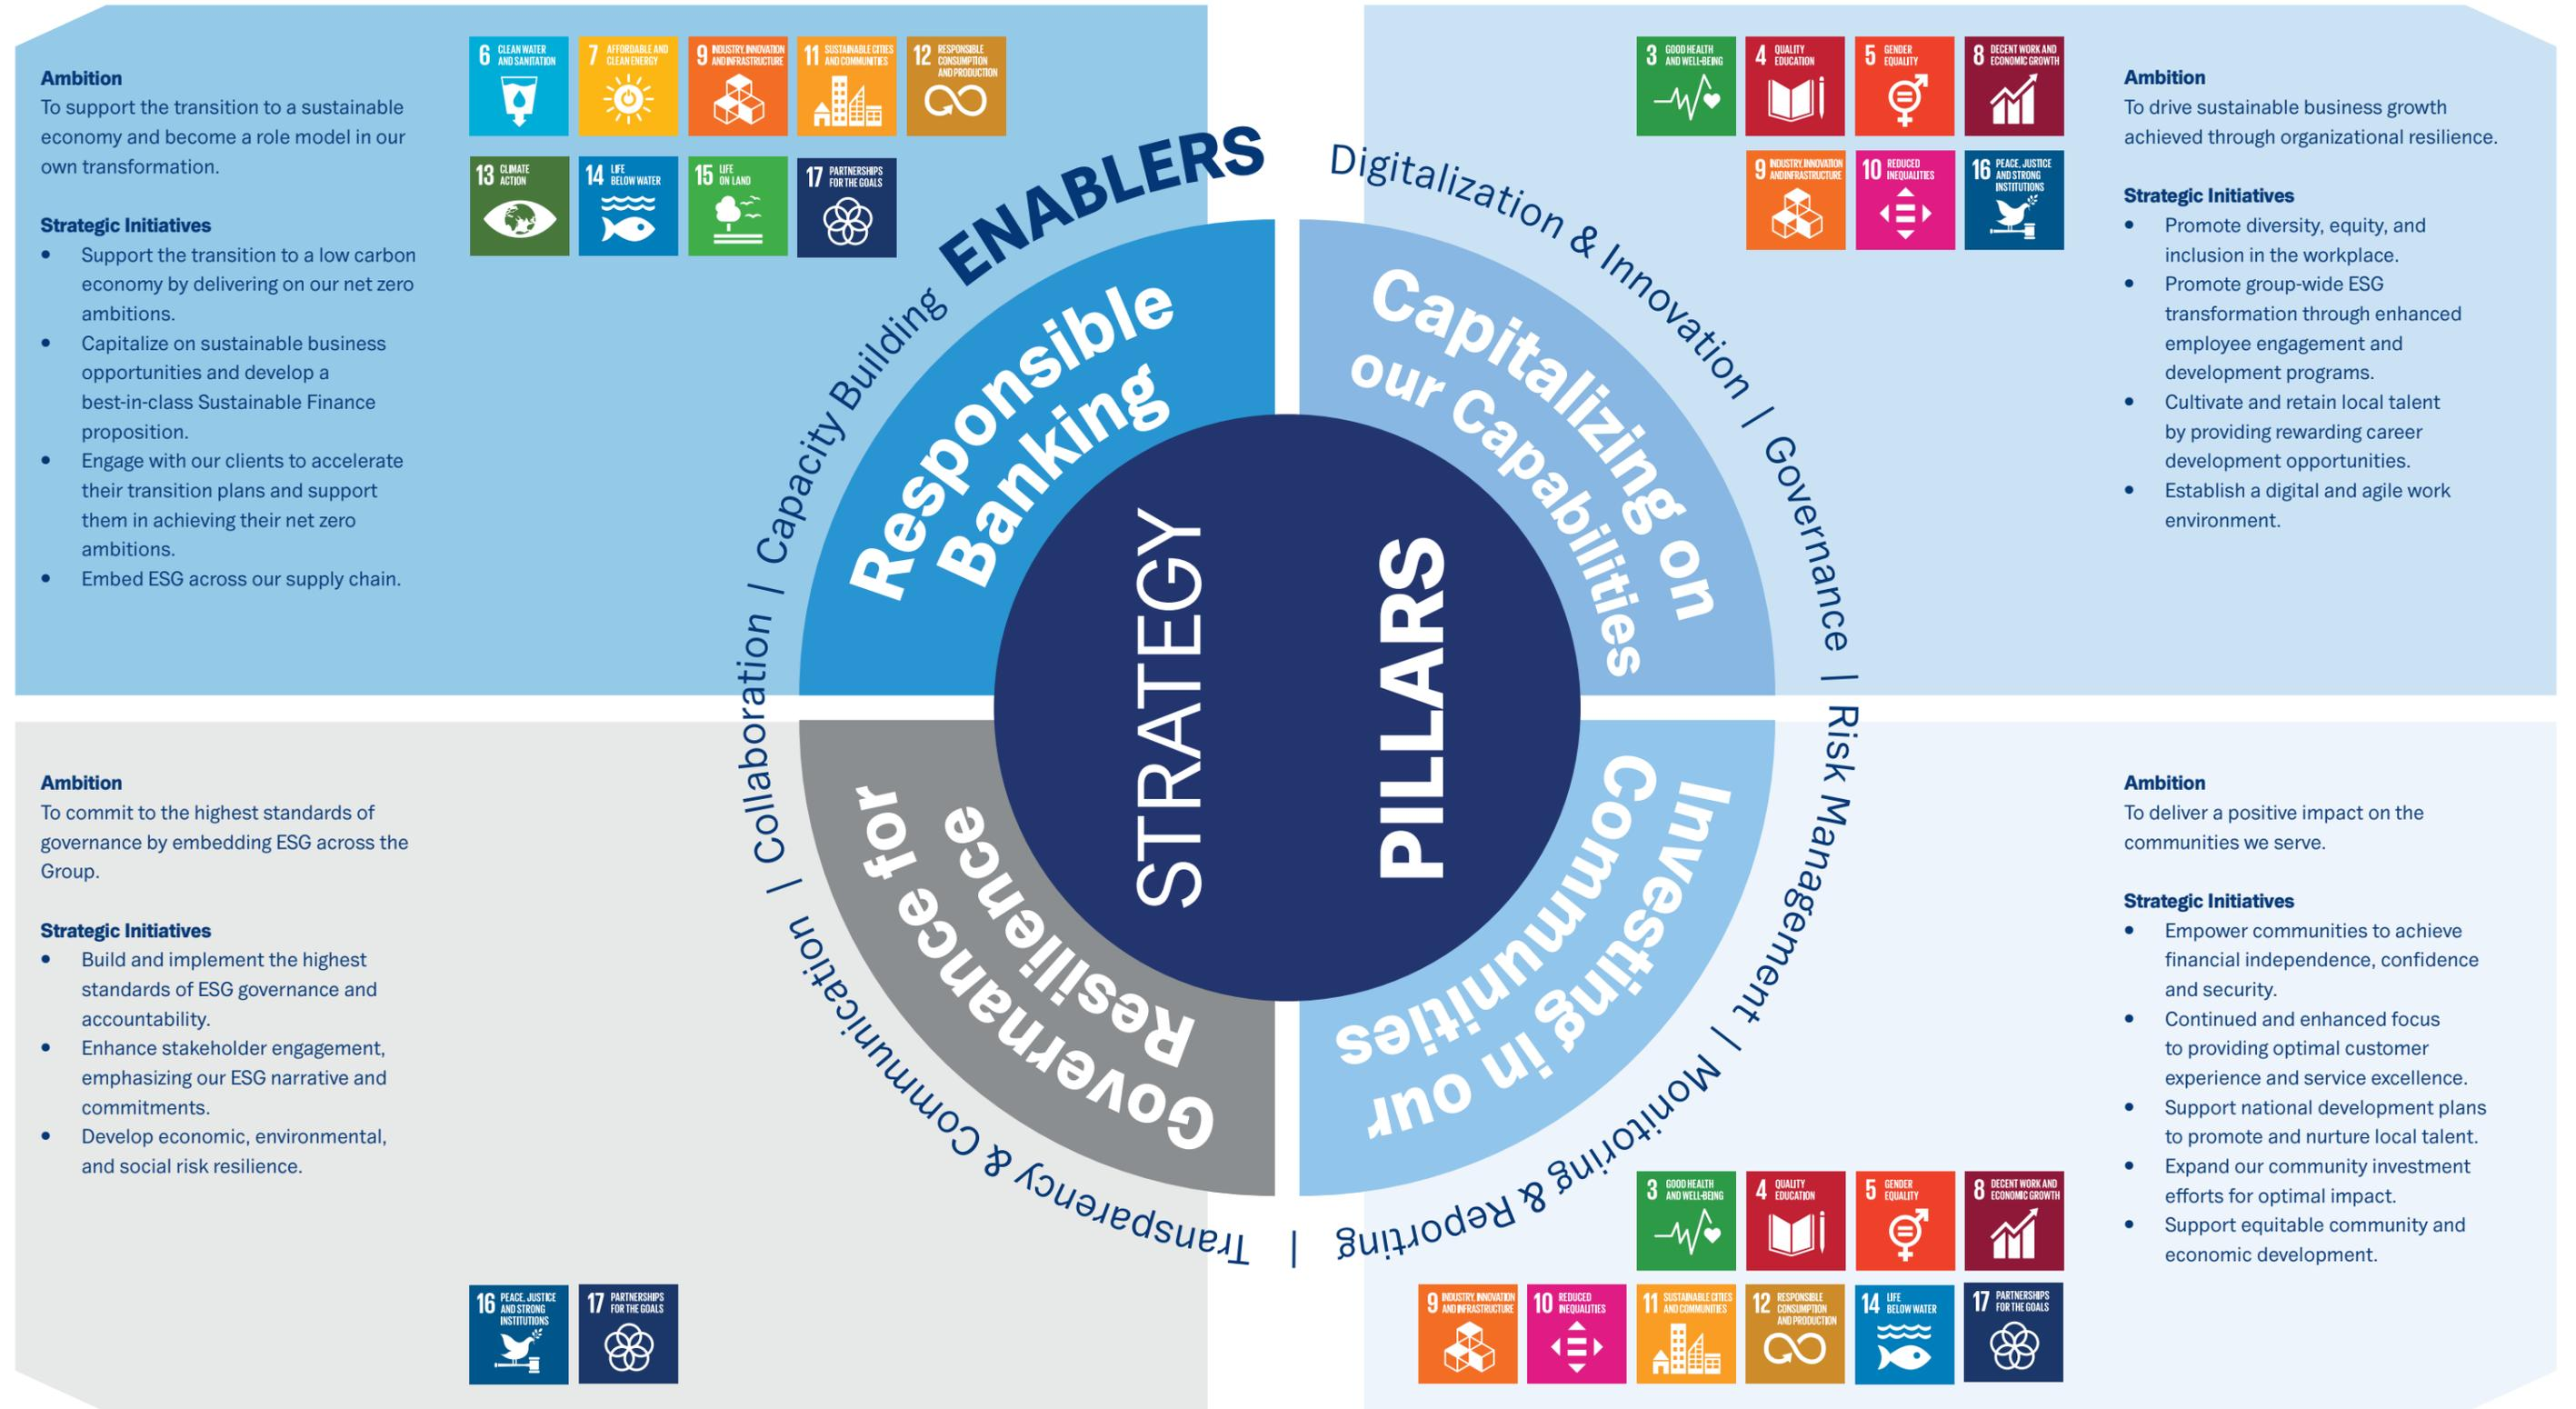 Ambition
To support the transition to a sustainable
economy and become a role model in our
own transformation.
Strategic Initiatives
• Support the transition to a low carbon
economy by delivering on our net zero
ambitions.
• Capitalize on sustainable business
opportunities and develop a
best-in-class Sustainable Finance
proposition.
• Engage with our clients to accelerate
their transition plans and support
them in achieving their net zero
ambitions.
• Embed ESG across our supply chain.
6 CLEAN WATER
AND SANITATION
7 AFFORDABLE AND
CLEAN ENERGY
9 INDUSTRY, INNOVATION
AND INFRASTRUCTURE
11 SUSTAINABLE CITIES
AND COMMUNITIES
12 RESPONSIBLE
CONSUMPTION
AND PRODUCTION
13 CLIMATE
ACTION
14 LIFE
BELOW WATER
15 LIFE
ON LAND
17 PARTNERSHIPS
FOR THE GOALS
3 GOOD HEALTH
AND WELL-BEING
4 QUALITY
EDUCATION
5 GENDER
EQUALITY
8 DECENT WORK AND
ECONOMIC GROWTH
9 INDUSTRY, INNOVATION
AND INFRASTRUCTURE
10 REDUCED
INEQUALITIES
16 PEACE, JUSTICE
AND STRONG
INSTITUTIONS
Ambition
To drive sustainable business growth
achieved through organizational resilience.
Strategic Initiatives
• Promote diversity, equity, and
inclusion in the workplace.
• Promote group-wide ESG
transformation through enhanced
employee engagement and
development programs.
• Cultivate and retain local talent
by providing rewarding career
development opportunities.
• Establish a digital and agile work
environment.
ENABLERS
Digitalization & Innovation | Governance | Risk Management | Monitoring & Reporting | Transparency & Communication | Collaboration | Capacity Building
Responsible
Banking
Capitalizing on
our Capabilities
STRATEGY
PILLARS
Governance for
Resilience
Investing in our
Communities
Ambition
To commit to the highest standards of
governance by embedding ESG across the
Group.
Strategic Initiatives
• Build and implement the highest
standards of ESG governance and
accountability.
• Enhance stakeholder engagement,
emphasizing our ESG narrative and
commitments.
• Develop economic, environmental,
and social risk resilience.
16 PEACE, JUSTICE
AND STRONG
INSTITUTIONS
17 PARTNERSHIPS
FOR THE GOALS
Ambition
To deliver a positive impact on the
communities we serve.
Strategic Initiatives
• Empower communities to achieve
financial independence, confidence
and security.
• Continued and enhanced focus
to providing optimal customer
experience and service excellence.
• Support national development plans
to promote and nurture local talent.
• Expand our community investment
efforts for optimal impact.
• Support equitable community and
economic development.
3 GOOD HEALTH
AND WELL-BEING
4 QUALITY
EDUCATION
5 GENDER
EQUALITY
8 DECENT WORK AND
ECONOMIC GROWTH
9 INDUSTRY, INNOVATION
AND INFRASTRUCTURE
10 REDUCED
INEQUALITIES
11 SUSTAINABLE CITIES
AND COMMUNITIES
12 RESPONSIBLE
CONSUMPTION
AND PRODUCTION
14 LIFE
BELOW WATER
17 PARTNERSHIPS
FOR THE GOALS